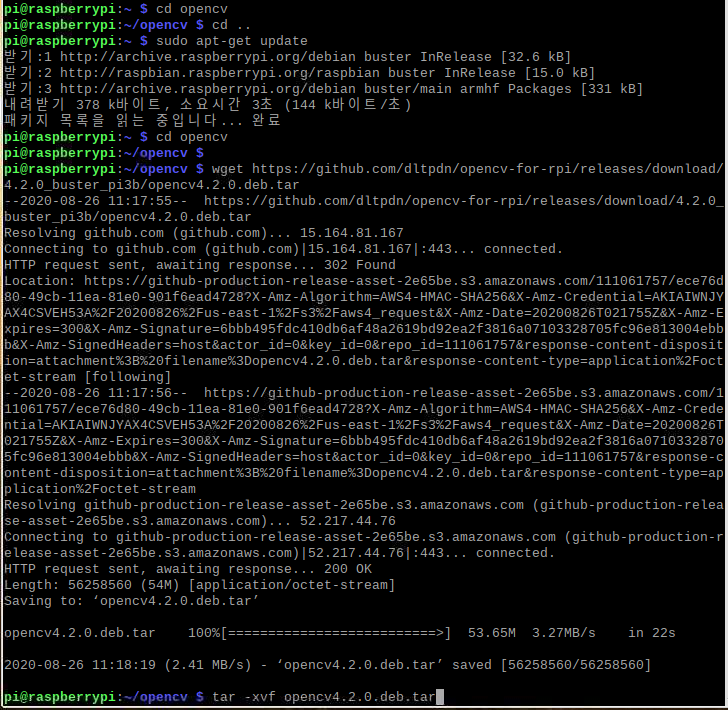 pi@raspberrypi:~ $ cd opencv
pi@raspberrypi:~/opencv $ cd ..
pi@raspberrypi:~ $ sudo apt-get update
받기:1 http://archive.raspberrypi.org/debian buster InRelease [32.6 kB]
받기:2 http://raspbian.raspberrypi.org/raspbian buster InRelease [15.0 kB]
받기:3 http://archive.raspberrypi.org/debian buster/main armhf Packages [331 kB]
내려받기 378 k바이트, 소요시간 3초 (144 k바이트/초)
패키지 목록을 읽는 중입니다... 완료
pi@raspberrypi:~ $ cd opencv
pi@raspberrypi:~/opencv $
pi@raspberrypi:~/opencv $ wget https://github.com/dltpdn/opencv-for-rpi/releases/download/
4.2.0_buster_pi3b/opencv4.2.0.deb.tar
--2020-08-26 11:17:55--  https://github.com/dltpdn/opencv-for-rpi/releases/download/4.2.0_
buster_pi3b/opencv4.2.0.deb.tar
Resolving github.com (github.com)... 15.164.81.167
Connecting to github.com (github.com)|15.164.81.167|:443... connected.
HTTP request sent, awaiting response... 302 Found
Location: https://github-production-release-asset-2e65be.s3.amazonaws.com/111061757/ece76d
80-49cb-11ea-81e0-901f6ead4728?X-Amz-Algorithm=AWS4-HMAC-SHA256&X-Amz-Credential=AKIAIWNJY
AX4CSVEH53A%2F20200826%2Fus-east-1%2Fs3%2Faws4_request&X-Amz-Date=20200826T021755Z&X-Amz-E
xpires=300&X-Amz-Signature=6bbb495fdc410db6af48a2619bd92ea2f3816a07103328705fc96e813004ebb
b&X-Amz-SignedHeaders=host&actor_id=0&key_id=0&repo_id=111061757&response-content-disposit
ion=attachment%3B%20filename%3Dopencv4.2.0.deb.tar&response-content-type=application%2Foct
et-stream [following]
--2020-08-26 11:17:56--  https://github-production-release-asset-2e65be.s3.amazonaws.com/1
11061757/ece76d80-49cb-11ea-81e0-901f6ead4728?X-Amz-Algorithm=AWS4-HMAC-SHA256&X-Amz-Crede
ntial=AKIAIWNJYAX4CSVEH53A%2F20200826%2Fus-east-1%2Fs3%2Faws4_request&X-Amz-Date=20200826T
021755Z&X-Amz-Expires=300&X-Amz-Signature=6bbb495fdc410db6af48a2619bd92ea2f3816a0710332870
5fc96e813004ebbb&X-Amz-SignedHeaders=host&actor_id=0&key_id=0&repo_id=111061757&response-c
ontent-disposition=attachment%3B%20filename%3Dopencv4.2.0.deb.tar&response-content-type=ap
plication%2Foctet-stream
Resolving github-production-release-asset-2e65be.s3.amazonaws.com (github-production-relea
se-asset-2e65be.s3.amazonaws.com)... 52.217.44.76
Connecting to github-production-release-asset-2e65be.s3.amazonaws.com (github-production-r
elease-asset-2e65be.s3.amazonaws.com)|52.217.44.76|:443... connected.
HTTP request sent, awaiting response... 200 OK
Length: 56258560 (54M) [application/octet-stream]
Saving to: ‘opencv4.2.0.deb.tar’
opencv4.2.0.deb.tar    100%[==========================>]  53.65M  3.27MB/s    in 22s
2020-08-26 11:18:19 (2.41 MB/s) - ‘opencv4.2.0.deb.tar’ saved [56258560/56258560]
pi@raspberrypi:~/opencv $ tar -xvf opencv4.2.0.deb.tar